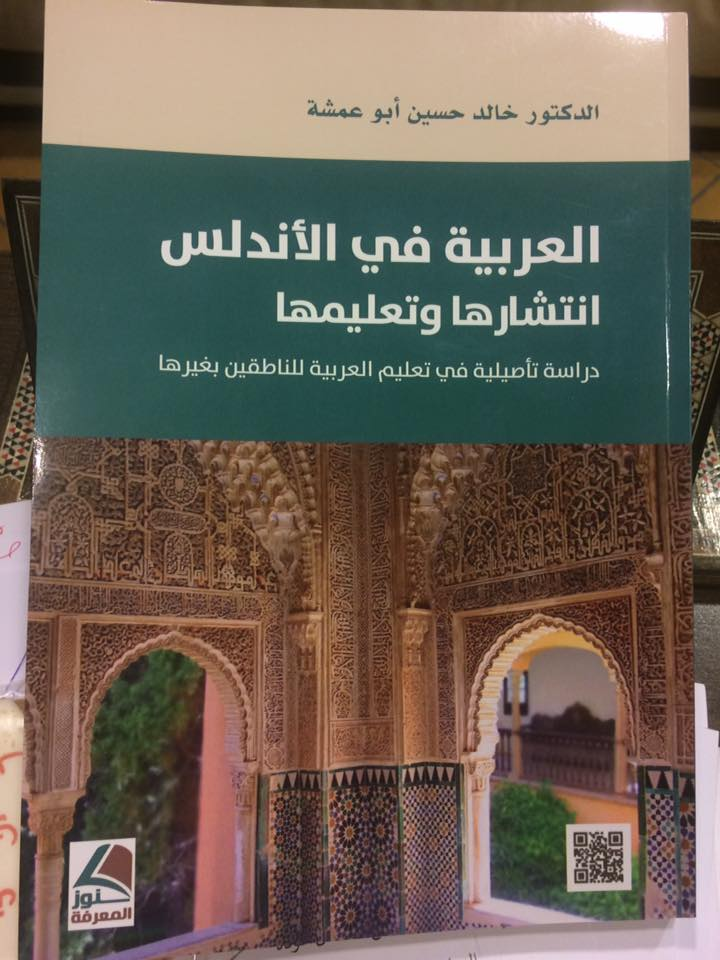 الدكتور خالد حسين أبو عمشة
العربية في الأندلس
انتشارها وتعليمها
دراسة تأصيلية في تعليم العربية للناطقين بغيرها
كنوز
المعرفة